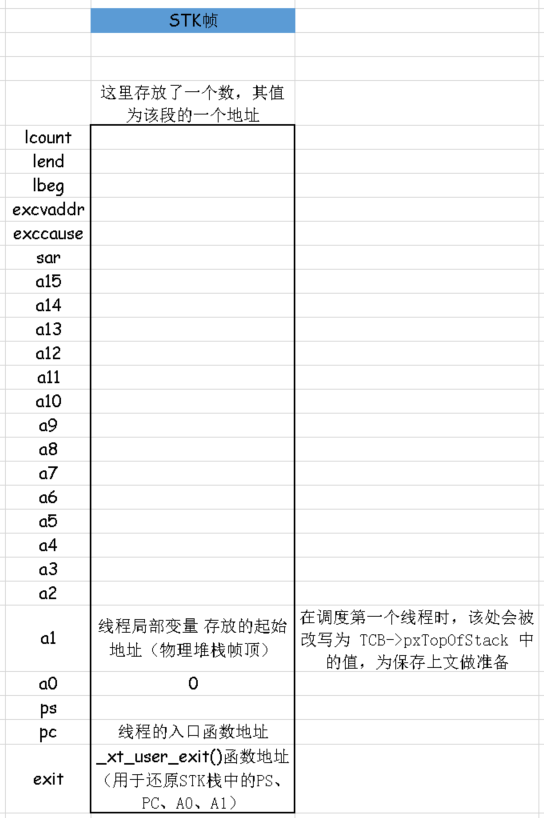 STK帧
这里存放了一个数，其值
为该段的一个地址
lcount
lend
lbeg
excvaddr
exccause
sar
a15
a14
a13
a12
a11
a10
a9
a8
a7
a6
a5
a4
a3
a2
a1
线程局部变量 存放的起始
地址（物理堆栈帧顶）
在调度第一个线程时，该处会被
改写为 TCB->pxTopOfStack 中
的值，为保存上文做准备
a0
0
ps
pc
线程的入口函数地址
exit
_xt_user_exit()函数地址
（用于还原STK栈中的PS、
PC、A0、A1）